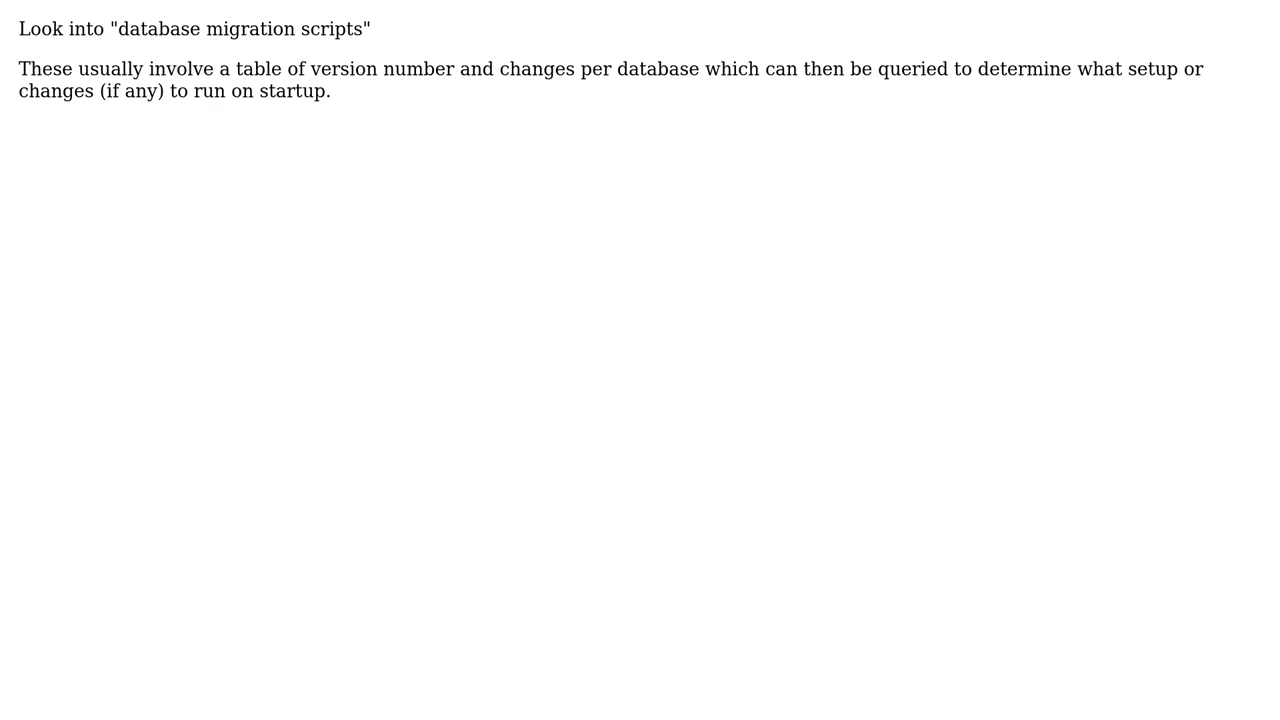 Look into "database migration scripts"
These usually involve a table of version number and changes per database which can then be queried to determine what setup or
changes (if any) to run on startup.